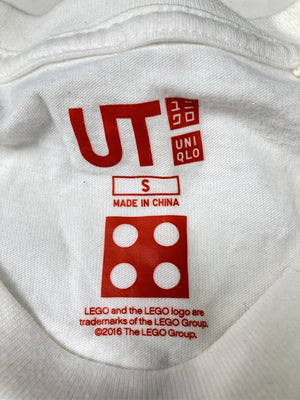 UT
ユニ
クロ
UNI
QLO
S
MADE IN CHINA
LEGO and the LEGO logo are
trademarks of the LEGO Group.
©2016 The LEGO Group.